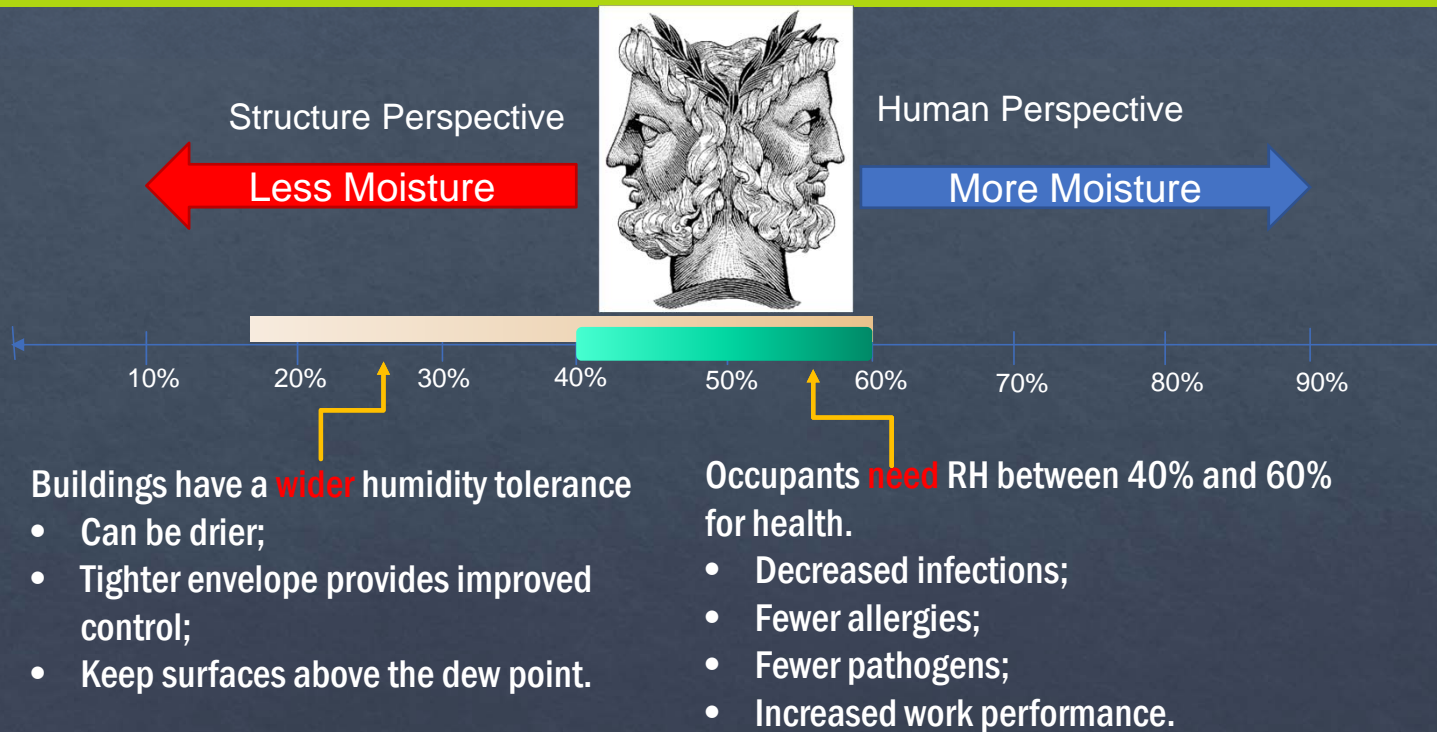 Structure Perspective
Human Perspective
Less Moisture
More Moisture
10%
20%
30%
40%
50%
60%
70%
80%
90%
Buildings have a wider humidity tolerance
• Can be drier;
• Tighter envelope provides improved
control;
• Keep surfaces above the dew point.
Occupants need RH between 40% and 60%
for health.
• Decreased infections;
• Fewer allergies;
• Fewer pathogens;
• Increased work performance.